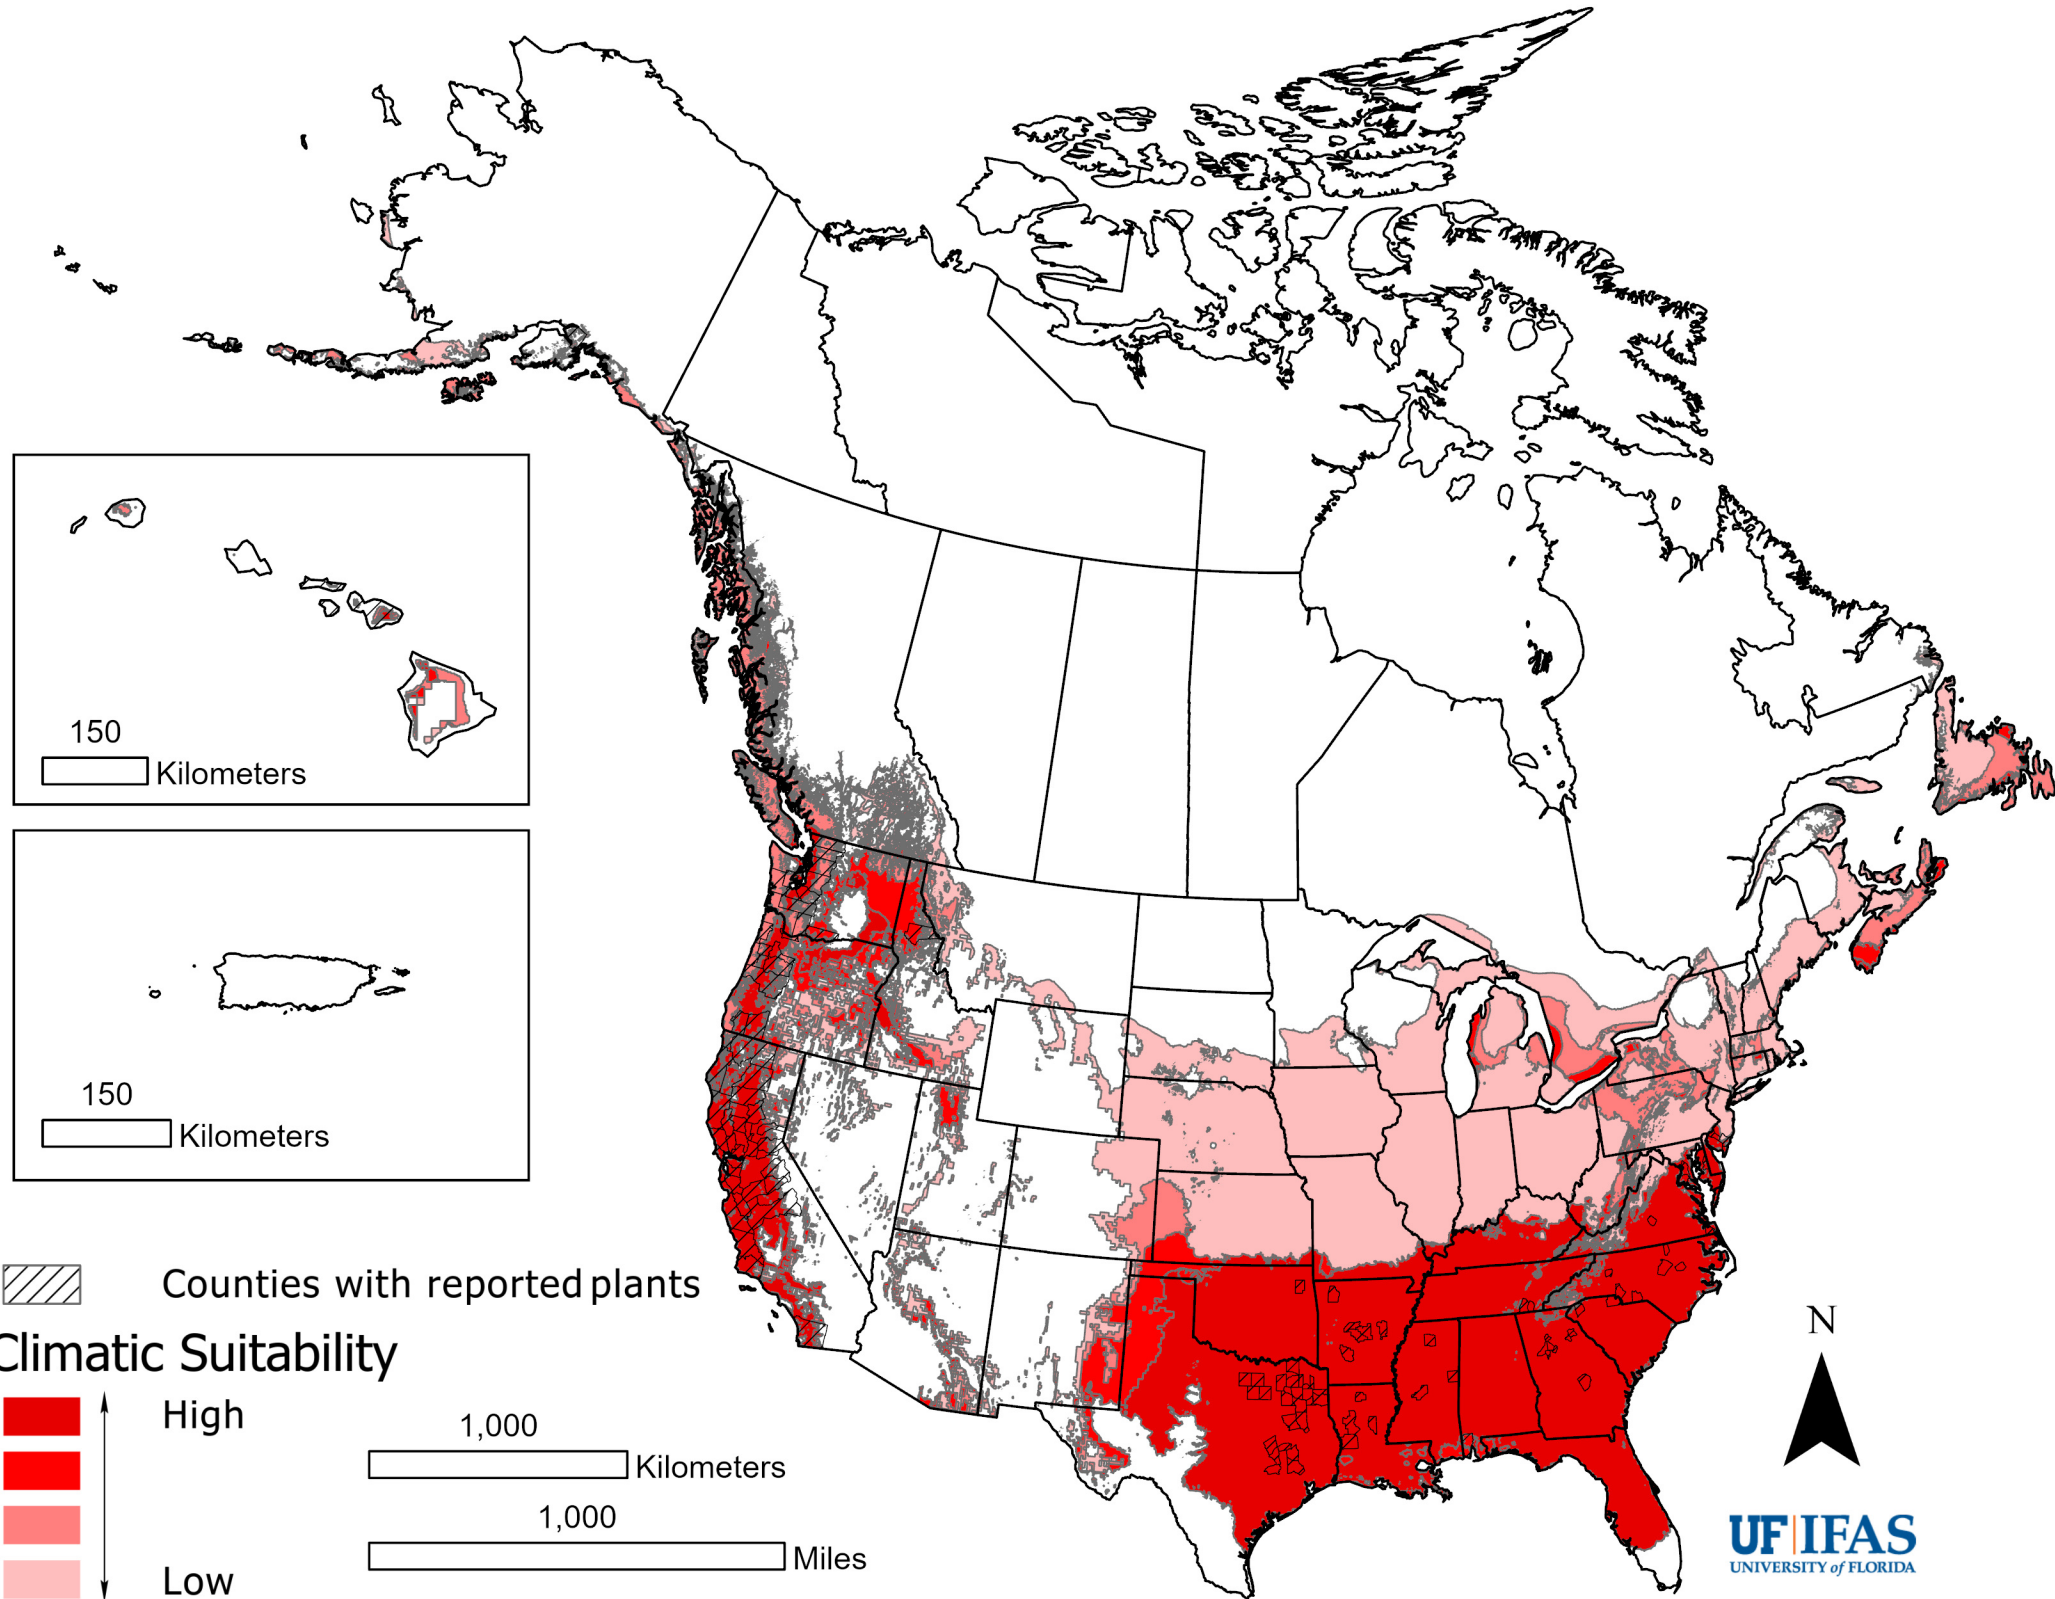 150
Kilometers
150
Kilometers
Counties with reported plants
Climatic Suitability
High
Low
1,000
Kilometers
1,000
Miles
N
UF|IFAS
UNIVERSITY of FLORIDA